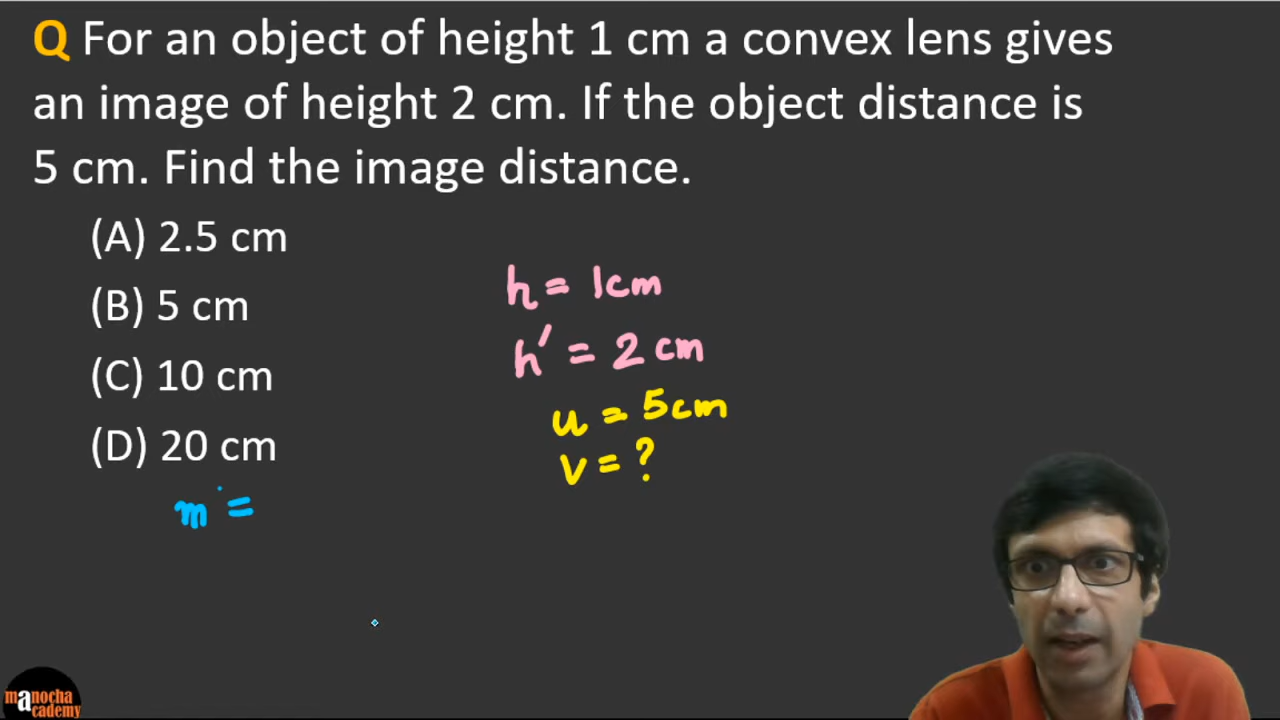 Q For an object of height 1 cm a convex lens gives
an image of height 2 cm. If the object distance is
5 cm. Find the image distance.
(A) 2.5 cm
(B) 5 cm
(C) 10 cm
(D) 20 cm
h = 1cm
h' = 2 cm
u = 5cm
v = ?
m =
manocha
academy